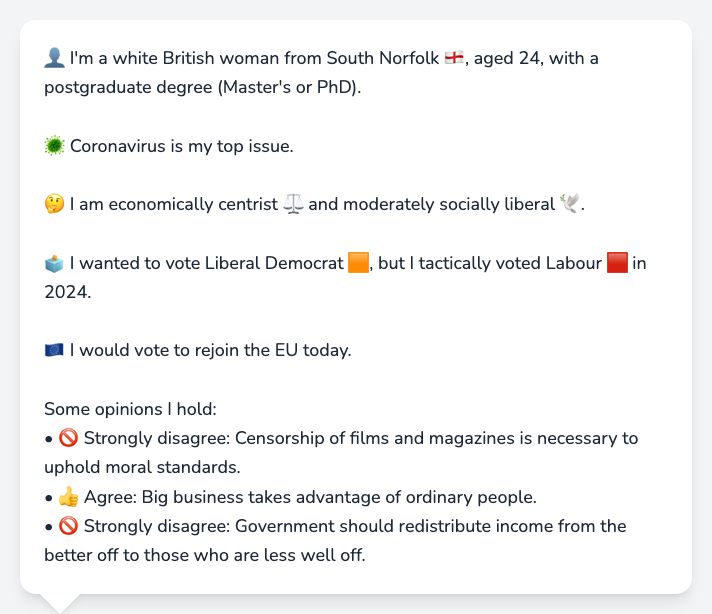 👤 I'm a white British woman from South Norfolk 🏴󠁧󠁢󠁥󠁮󠁧󠁿, aged 24, with a
postgraduate degree (Master's or PhD).
🦠 Coronavirus is my top issue.
🤔 I am economically centrist ⚖️ and moderately socially liberal 🕊️.
🗳️ I wanted to vote Liberal Democrat 🟧, but I tactically voted Labour 🟥 in
2024.
🇪🇺 I would vote to rejoin the EU today.
Some opinions I hold:
• 🚫 Strongly disagree: Censorship of films and magazines is necessary to
uphold moral standards.
• 👍 Agree: Big business takes advantage of ordinary people.
• 🚫 Strongly disagree: Government should redistribute income from the
better off to those who are less well off.